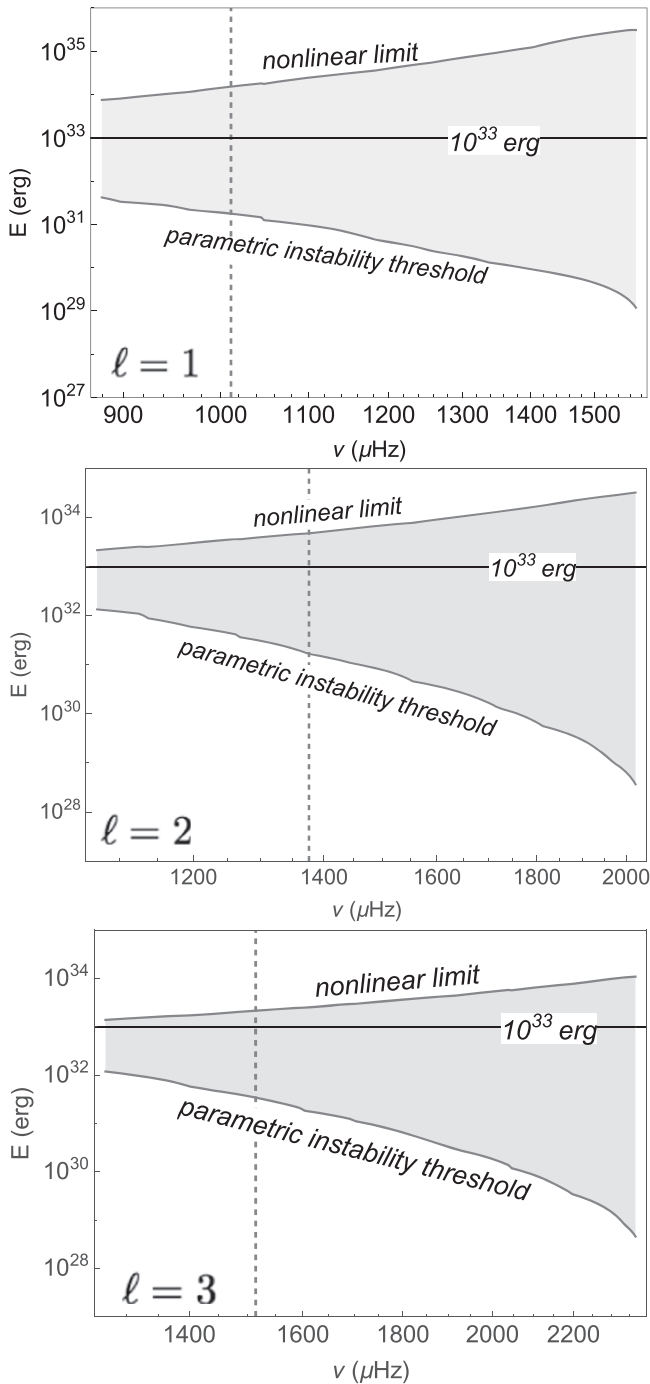 10^35
nonlinear limit
10^33
10^33 erg
E (erg)
10^31
parametric instability threshold
10^29
ℓ = 1
10^27
900 1000 1100 1200 1300 1400 1500
ν (μHz)
10^34
nonlinear limit
10^33 erg
10^32
E (erg)
parametric instability threshold
10^30
10^28
ℓ = 2
1200 1400 1600 1800 2000
ν (μHz)
10^34
nonlinear limit
10^33 erg
10^32
E (erg)
parametric instability threshold
10^30
10^28
ℓ = 3
1400 1600 1800 2000 2200
ν (μHz)